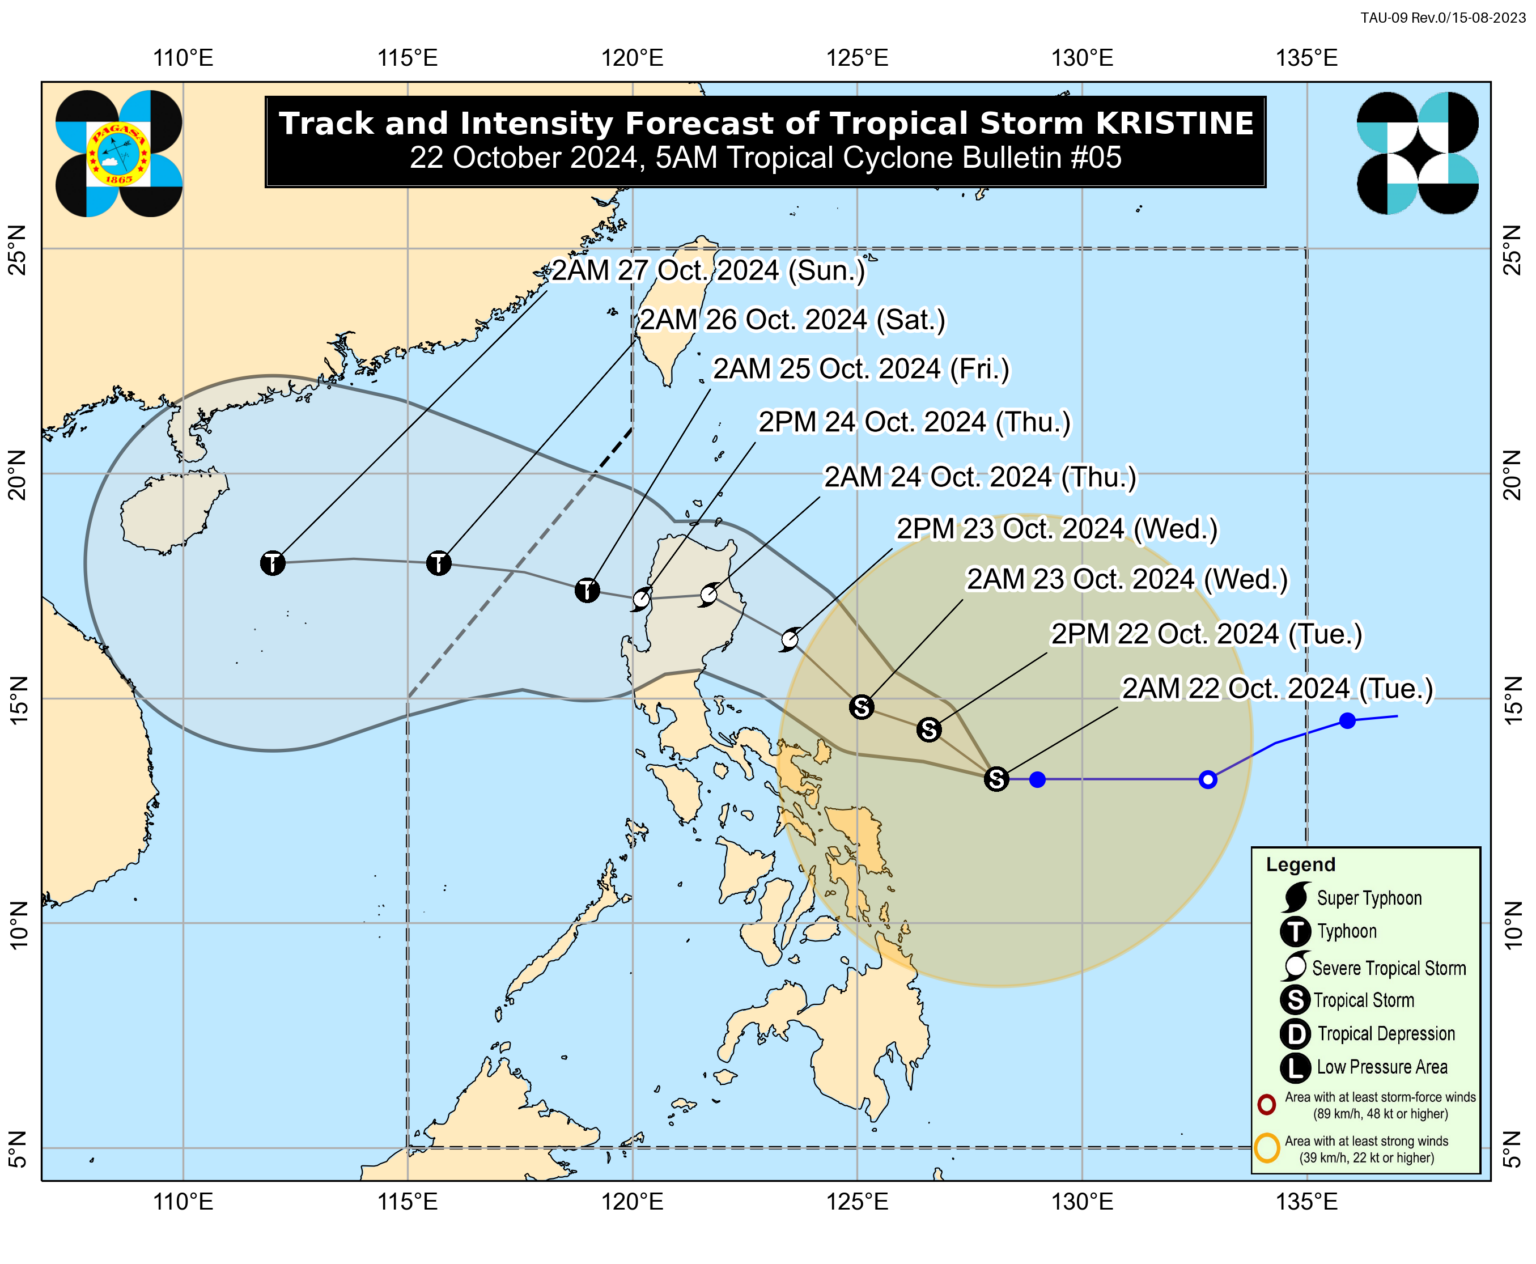 TAU-09 Rev.0/15-08-2023
110°E 115°E 120°E 125°E 130°E 135°E
PAGASA
1865
Track and Intensity Forecast of Tropical Storm KRISTINE
22 October 2024, 5AM Tropical Cyclone Bulletin #05
25°N 25°N
2AM 27 Oct. 2024 (Sun.)
2AM 26 Oct. 2024 (Sat.)
2AM 25 Oct. 2024 (Fri.)
2PM 24 Oct. 2024 (Thu.)
20°N 20°N
2AM 24 Oct. 2024 (Thu.)
2PM 23 Oct. 2024 (Wed.)
2AM 23 Oct. 2024 (Wed.)
2PM 22 Oct. 2024 (Tue.)
2AM 22 Oct. 2024 (Tue.)
15°N 15°N
T T T
S S S
10°N 10°N
Legend
Super Typhoon
T Typhoon
Severe Tropical Storm
S Tropical Storm
D Tropical Depression
L Low Pressure Area
Area with at least storm-force winds
(89 km/h, 48 kt or higher)
Area with at least strong winds
(39 km/h, 22 kt or higher)
5°N 5°N
110°E 115°E 120°E 125°E 130°E 135°E